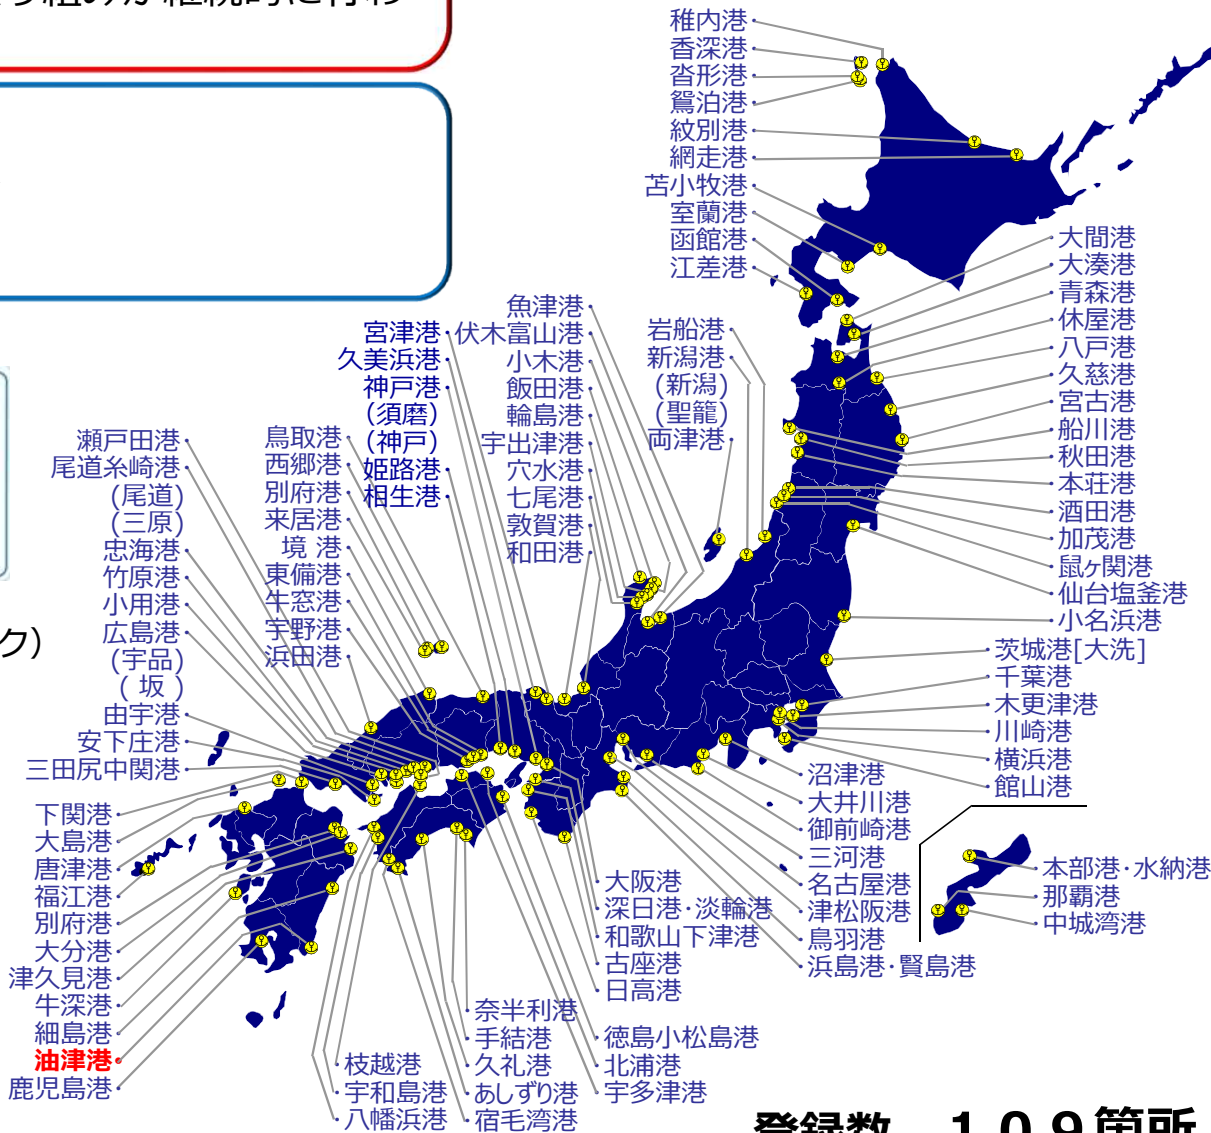 稚内港
香深港
沓形港
鴛泊港
紋別港
網走港
苫小牧港
室蘭港
函館港
江差港
大間港
大湊港
青森港
休屋港
八戸港
久慈港
宮古港
船川港
秋田港
本荘港
酒田港
加茂港
鼠ヶ関港
仙台塩釜港
小名浜港
茨城港[大洗]
千葉港
木更津港
川崎港
横浜港
館山港
岩船港
新潟港
(新潟)
(聖籠)
両津港
魚津港
伏木富山港
小木港
飯田港
輪島港
宇出津港
穴水港
七尾港
敦賀港
和田港
宮津港
久美浜港
神戸港
(須磨)
(神戸)
姫路港
相生港
鳥取港
西郷港
別府港
来居港
境 港
東備港
牛窓港
宇野港
浜田港
瀬戸田港
尾道糸崎港
(尾道)
(三原)
忠海港
竹原港
小用港
広島港
(宇品)
( 坂 )
由宇港
安下庄港
三田尻中関港
ク)
下関港
大島港
唐津港
福江港
別府港
大分港
津久見港
牛深港
細島港
油津港
鹿児島港
枝越港
宇和島港
八幡浜港
奈半利港
手結港
久礼港
あしずり港
宿毛湾港
徳島小松島港
北浦港
宇多津港
大阪港
深日港・淡輪港
和歌山下津港
古座港
日高港
沼津港
大井川港
御前崎港
三河港
名古屋港
津松阪港
鳥羽港
浜島港・賢島港
本部港・水納港
那覇港
中城湾港
登録数 109箇所